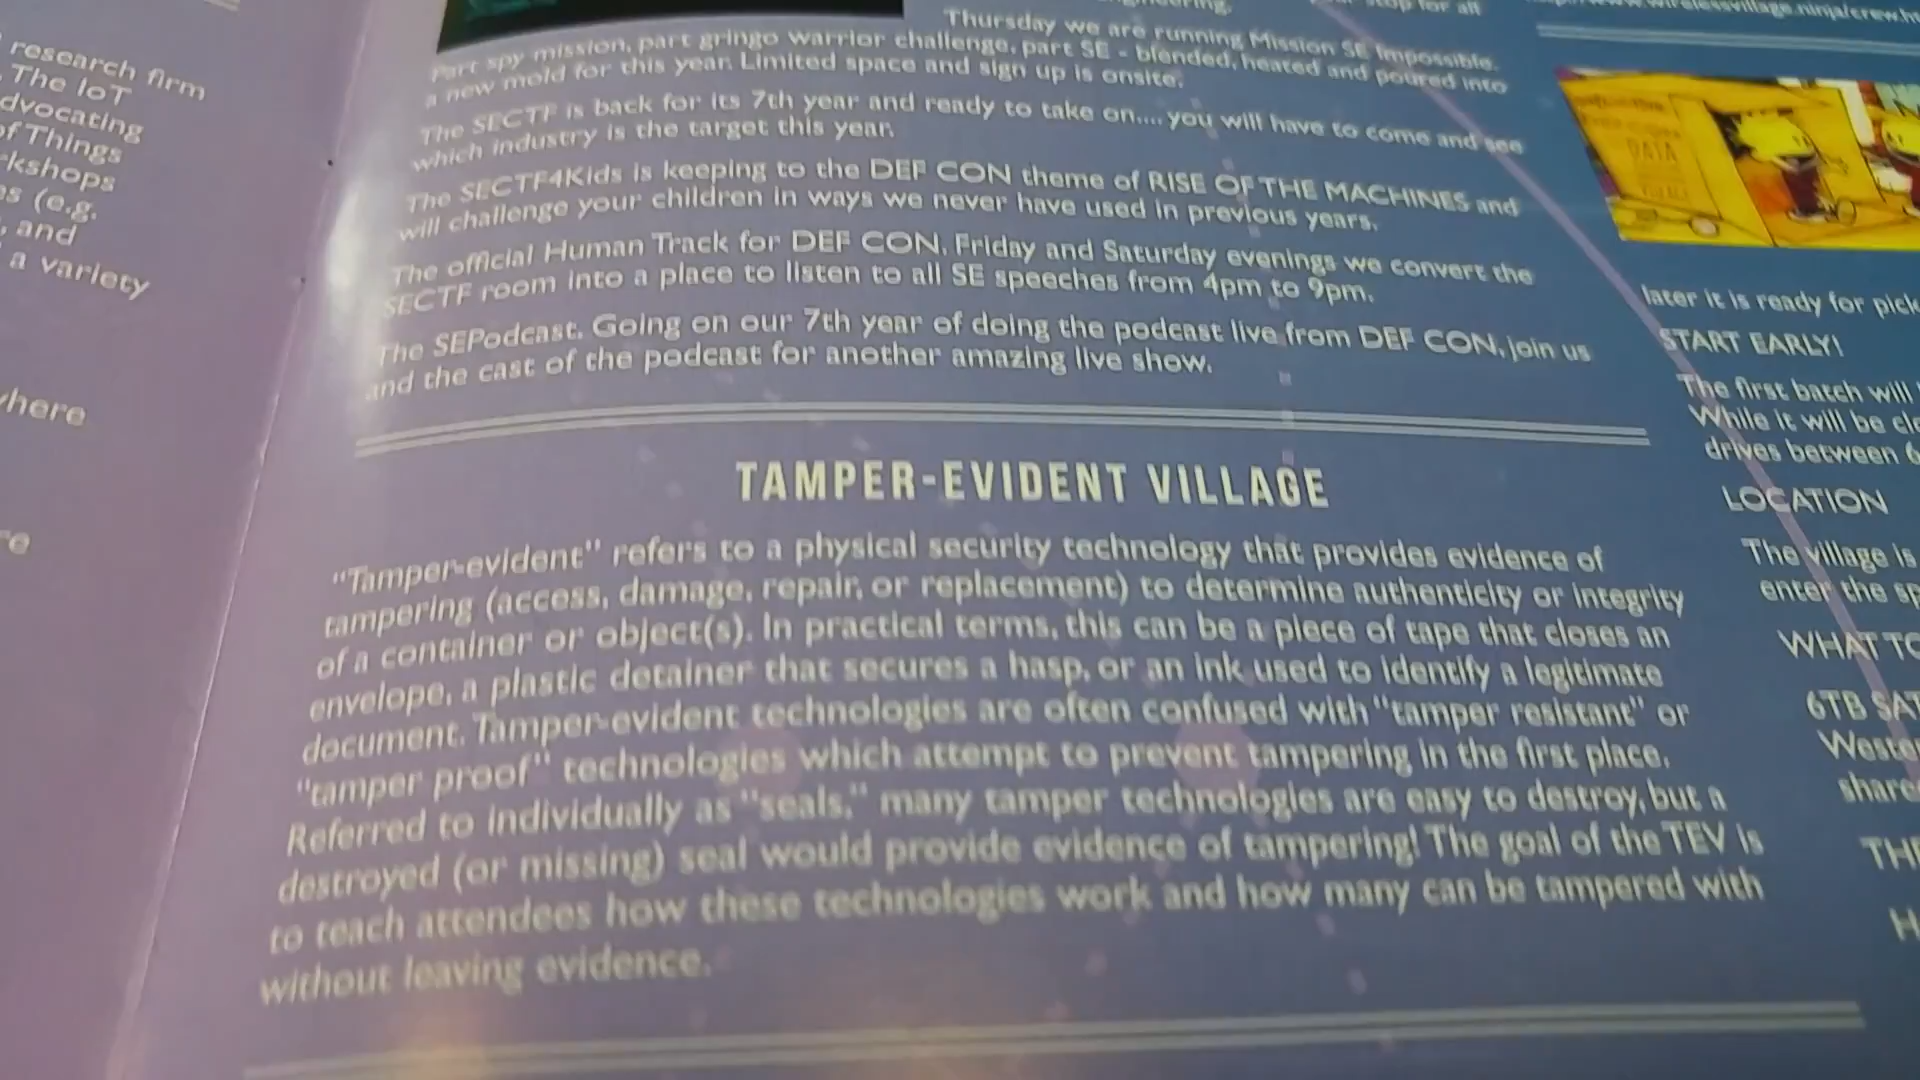 research firm
The IoT
dvocating
of Things
rkshops
es (e.g.
, and
a variety
where
re
Thursday we are running Mission SE Impossible.
Part spy mission, part gringo warrior challenge, part SE - blended, heated and poured into
a new mold for this year. Limited space and sign up is onsite.
The SECTF is back for its 7th year and ready to take on.... you will have to come and see
which industry is the target this year.
The SECTF4Kids is keeping to the DEF CON theme of RISE OF THE MACHINES and
will challenge your children in ways we never have used in previous years.
The official Human Track for DEF CON. Friday and Saturday evenings we convert the
SECTF room into a place to listen to all SE speeches from 4pm to 9pm.
The SEPodcast. Going on our 7th year of doing the podcast live from DEF CON, join us
and the cast of the podcast for another amazing live show.
TAMPER-EVIDENT VILLAGE
"Tamper-evident" refers to a physical security technology that provides evidence of
tampering (access, damage, repair, or replacement) to determine authenticity or integrity
of a container or object(s). In practical terms, this can be a piece of tape that closes an
envelope, a plastic detainer that secures a hasp, or an ink used to identify a legitimate
document. Tamper-evident technologies are often confused with "tamper resistant" or
"tamper proof" technologies which attempt to prevent tampering in the first place.
Referred to individually as "seals," many tamper technologies are easy to destroy, but a
destroyed (or missing) seal would provide evidence of tampering! The goal of the TEV is
to teach attendees how these technologies work and how many can be tampered with
without leaving evidence.
DATA
later it is ready for pick
START EARLY!
The first batch will
While it will be
drives between 6
LOCATION
The village is
enter the
WHAT TO
6TB SAT
Weste
share
THE
H